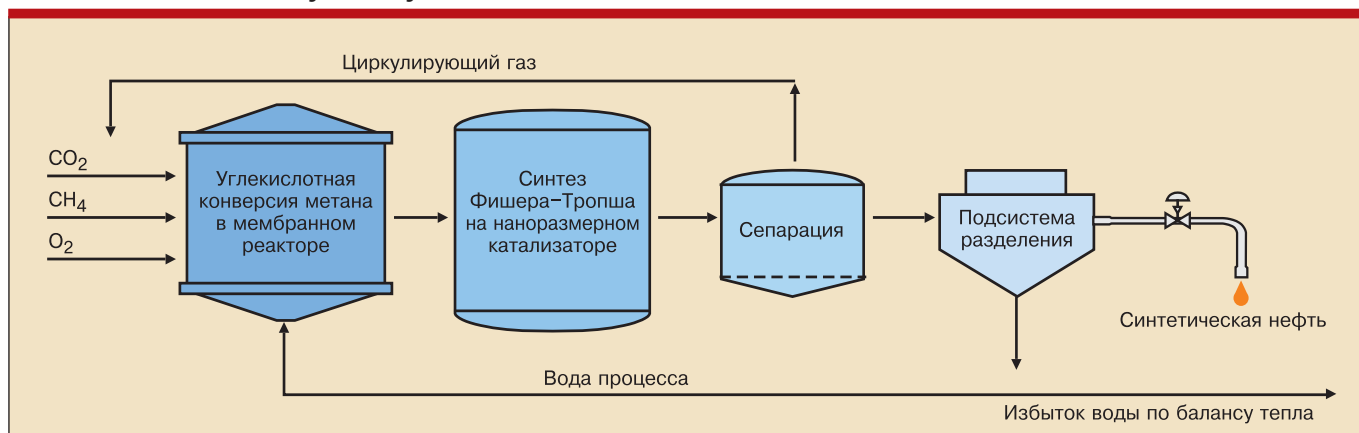 Циркулирующий газ
CO2
CH4
O2
Углекислотная
конверсия метана
в мембранном
реакторе
Синтез
Фишера–Тропша
на наноразмерном
катализаторе
Сепарация
Подсистема
разделения
Синтетическая нефть
Вода процесса
Избыток воды по балансу тепла